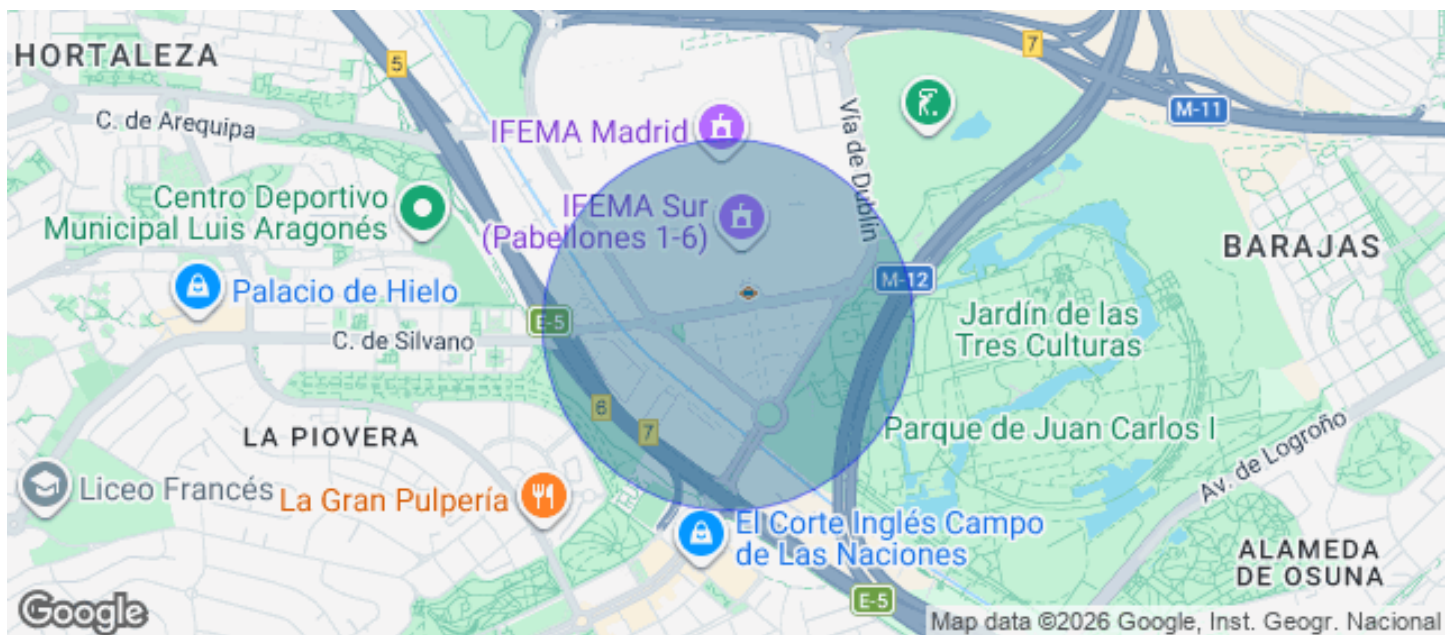 HORTALEZA
5
7
M-11
C. de Arequipa
IFEMA Madrid
Vía de Dublín
Centro Deportivo
Municipal Luis Aragonés
IFEMA Sur
(Pabellones 1-6)
BARAJAS
Palacio de Hielo
M-12
E-5
C. de Silvano
Jardín de las
Tres Culturas
6
7
LA PIOVERA
Parque de Juan Carlos I
Av. de Logroño
Liceo Francés
La Gran Pulpería
El Corte Inglés Campo
de Las Naciones
ALAMEDA
DE OSUNA
E-5
Google
Map data ©2026 Google, Inst. Geogr. Nacional